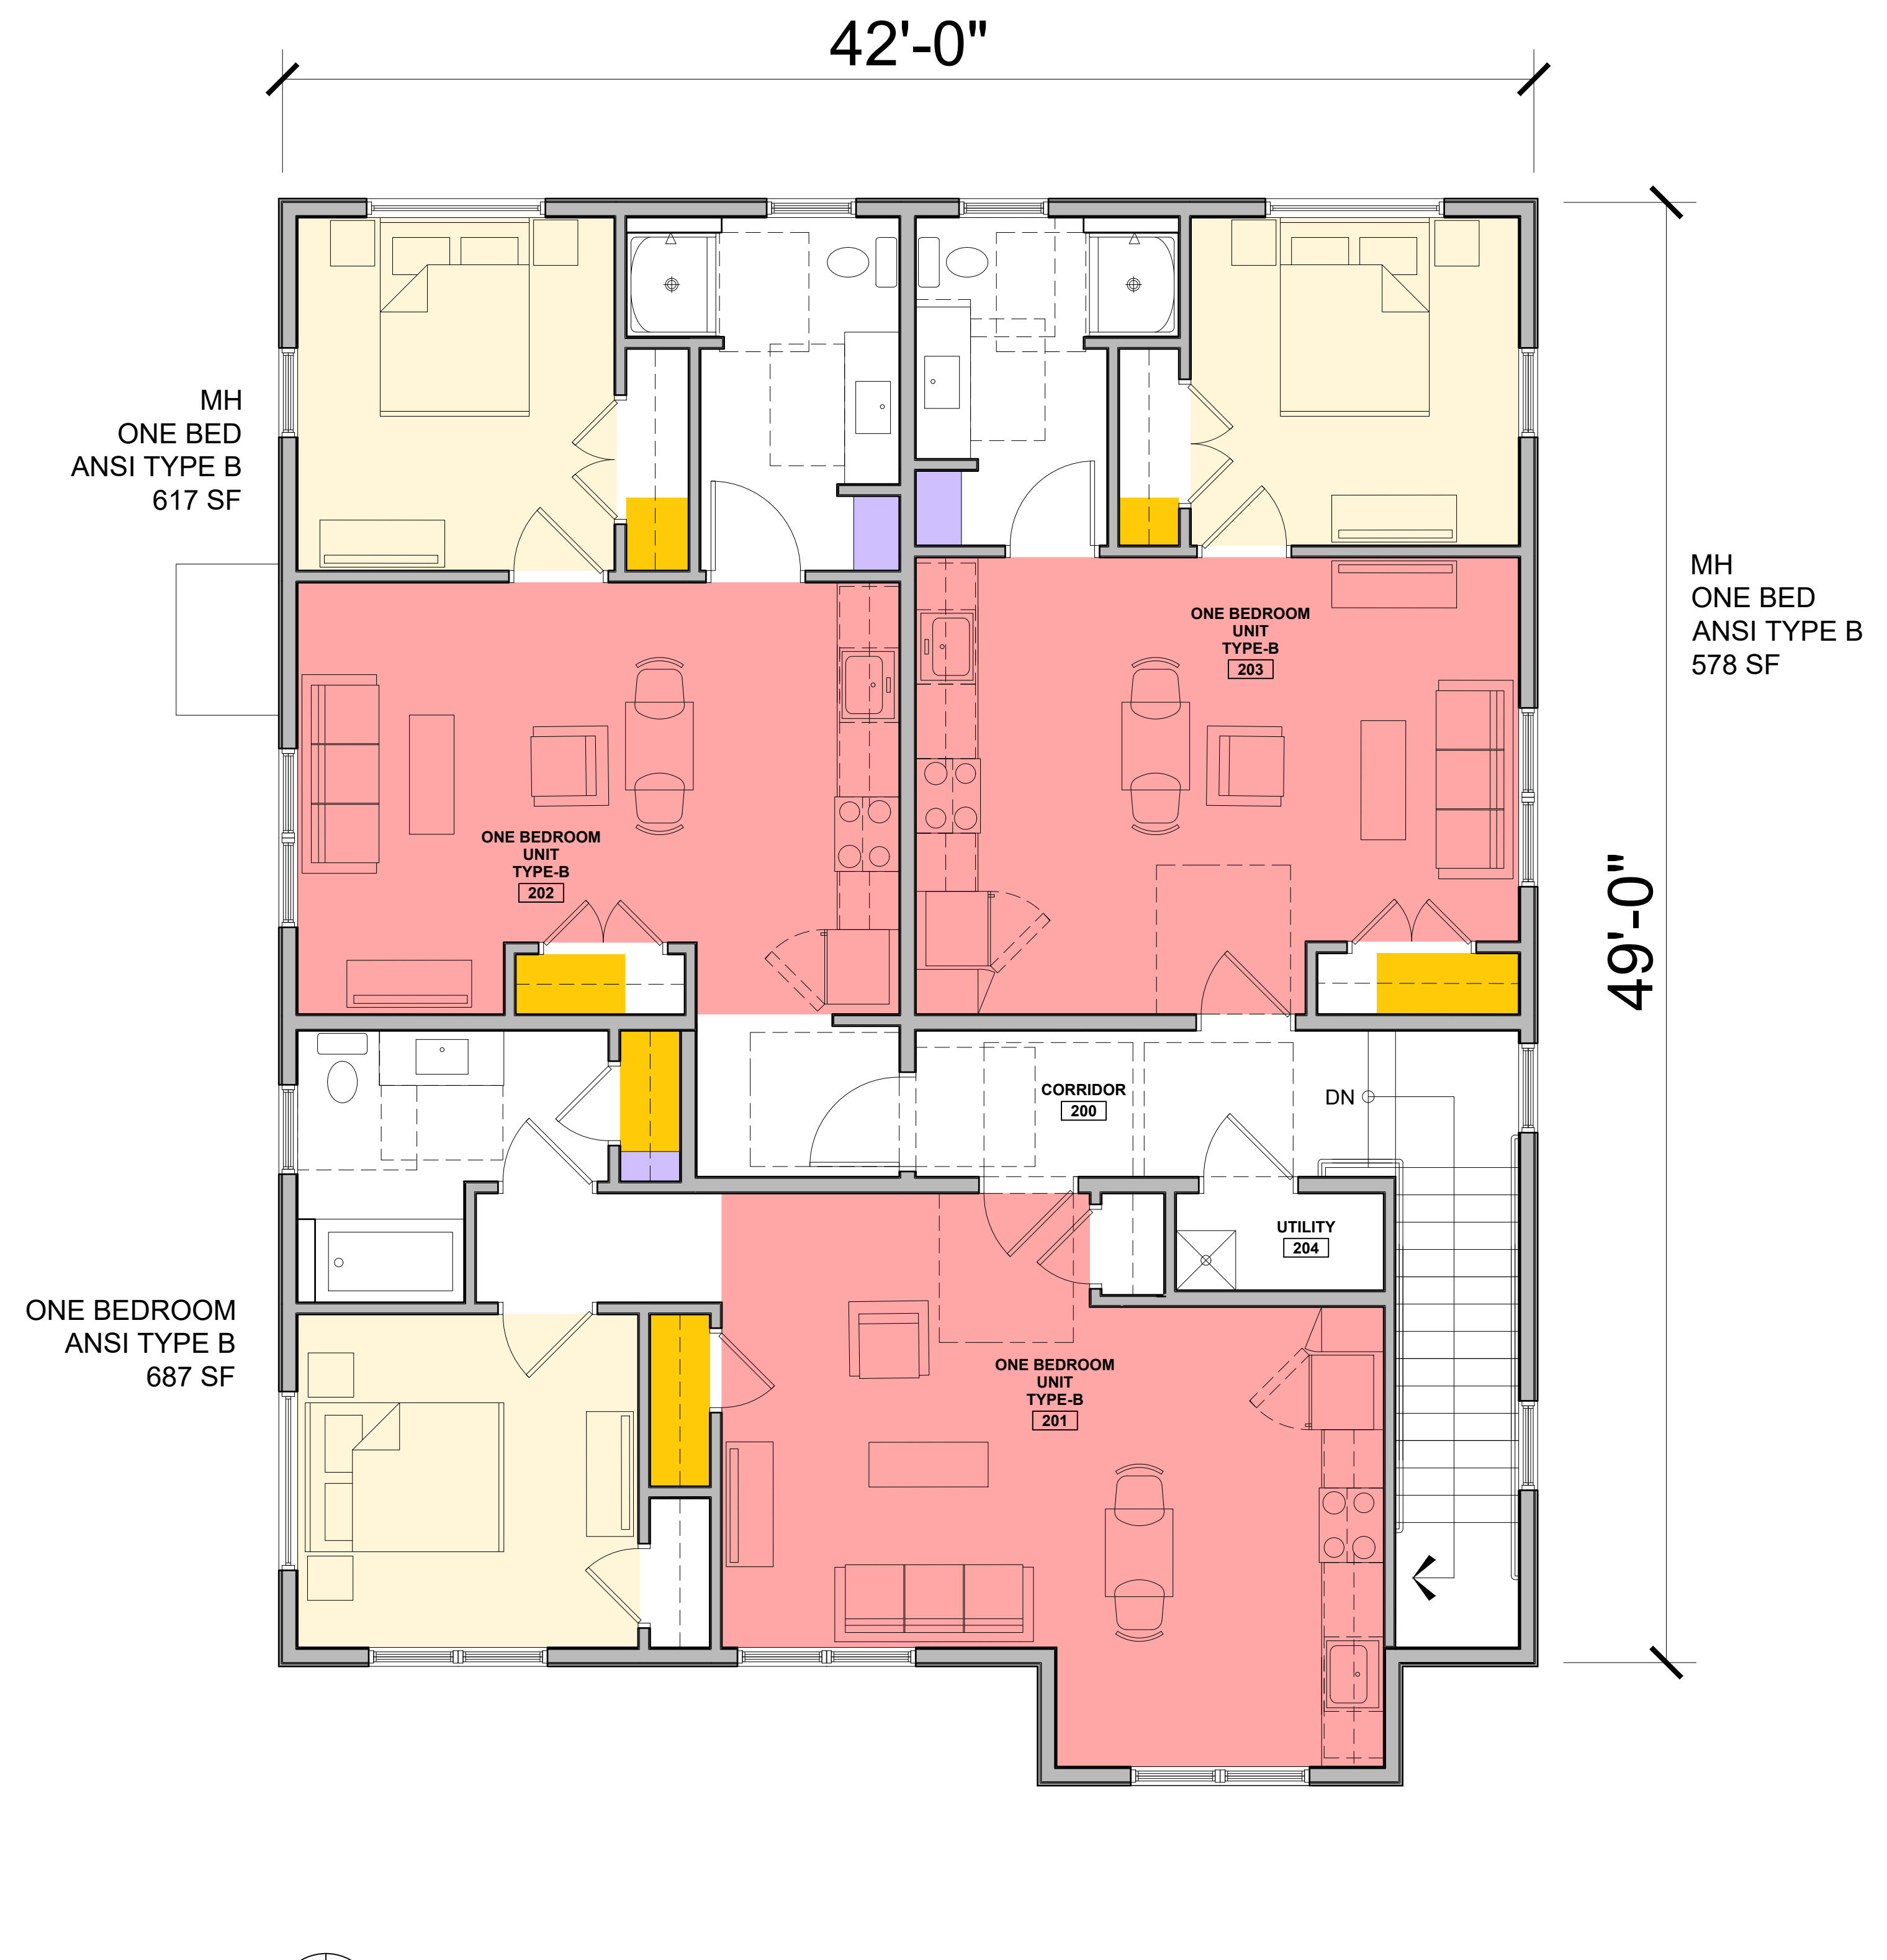 42'-0"
MH
ONE BED
ANSI TYPE B
617 SF
MH
ONE BED
ANSI TYPE B
578 SF
ONE BEDROOM
UNIT
TYPE-B
203
ONE BEDROOM
UNIT
TYPE-B
202
49'-0"
CORRIDOR
200
DN
UTILITY
204
ONE BEDROOM
ANSI TYPE B
687 SF
ONE BEDROOM
UNIT
TYPE-B
201